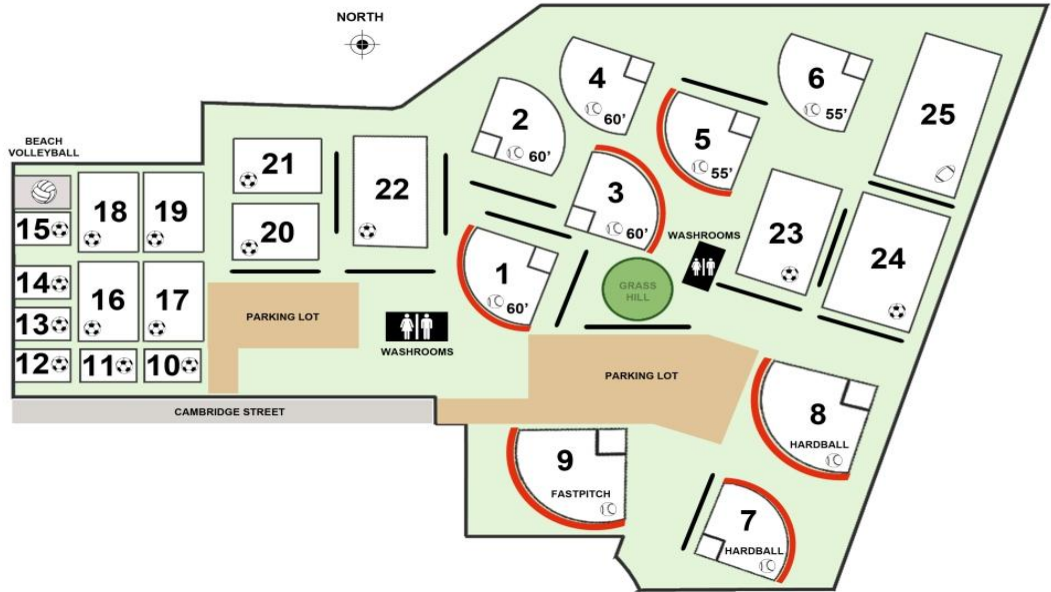 NORTH
BEACH
VOLLEYBALL
4
6
60'
55'
25
2
60'
5
55'
21
22
18
19
3
60'
20
15
WASHROOMS
23
24
1
60'
14
16
17
GRASS
HILL
13
PARKING LOT
WASHROOMS
12
11
10
PARKING LOT
CAMBRIDGE STREET
8
HARDBALL
9
FASTPITCH
7
HARDBALL